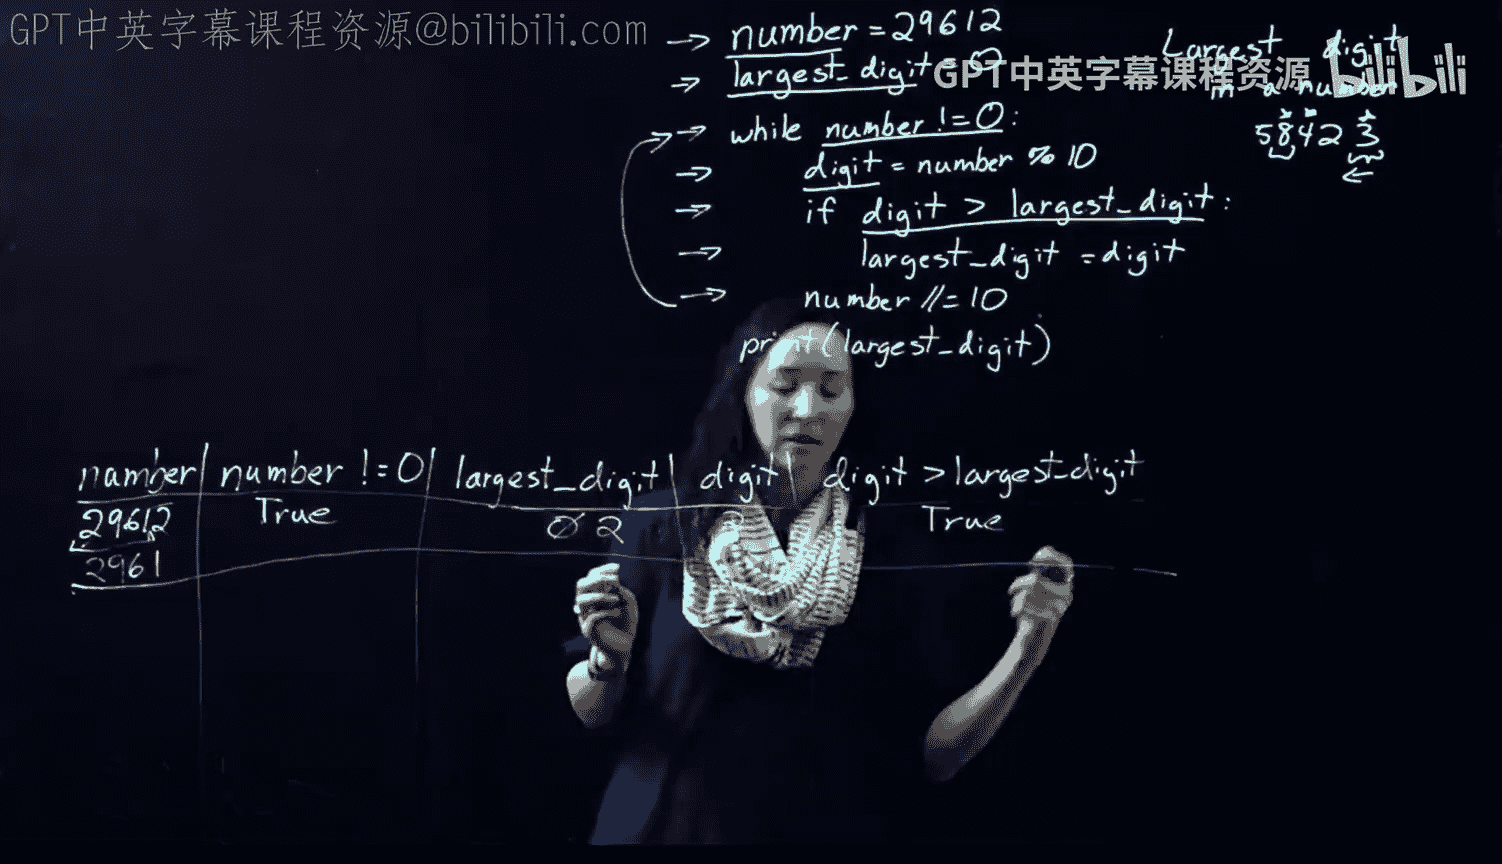 GPT中英字幕课程资源@bilibili.com
GPT中英字幕课程资源 bilibili
→ number = 29612
→ largest_digit = 0
→ while number != 0:
→ digit = number % 10
→ if digit > largest_digit:
→ largest_digit = digit
→ number //= 10
print(largest_digit)
Largest digit
in a number
58423
number | number != 0 | largest_digit | digit | digit > largest_digit
29612 True 0 2 2 True
2961